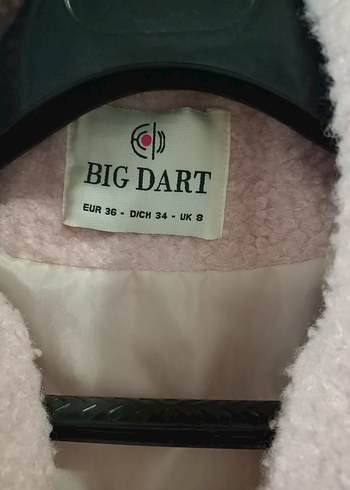 BIG DART
EUR 36 - D/CH 34 - UK 8